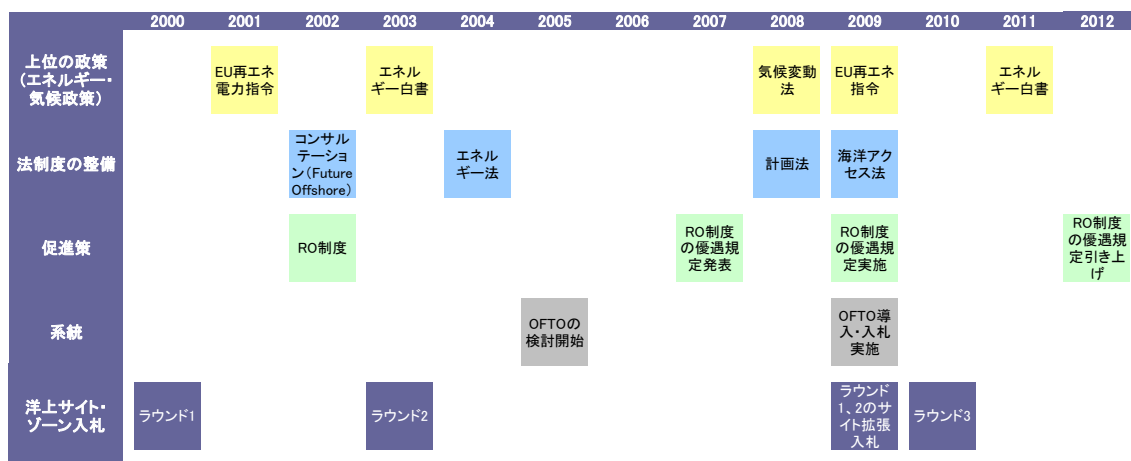 2000 2001 2002 2003 2004 2005 2006 2007 2008 2009 2010 2011 2012
上位の政策
(エネルギー・
気候政策)
EU再エネ
電力指令
エネル
ギー白書
気候変動
法
EU再エネ
指令
エネル
ギー白書
法制度の整備
コンサル
テーショ
ン(Future
Offshore)
エネル
ギー法
計画法
海洋アク
セス法
促進策
RO制度
RO制度
の優遇規
定発表
RO制度
の優遇規
定実施
RO制度
の優遇規
定引き上
げ
系統
OFTOの
検討開始
OFTO導
入・入札
実施
洋上サイト・
ゾーン入札
ラウンド1
ラウンド2
ラウンド
1、2のサ
イト拡張
入札
ラウンド3